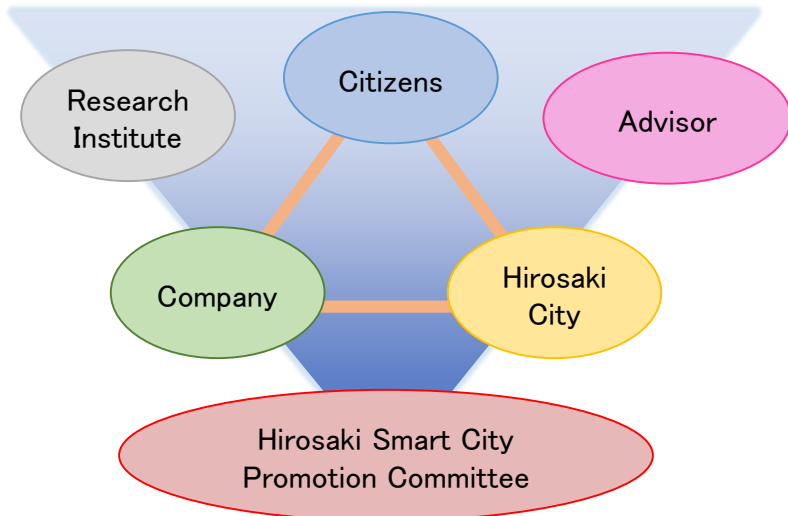 Citizens
Research
Institute
Advisor
Company
Hirosaki
City
Hirosaki Smart City
Promotion Committee